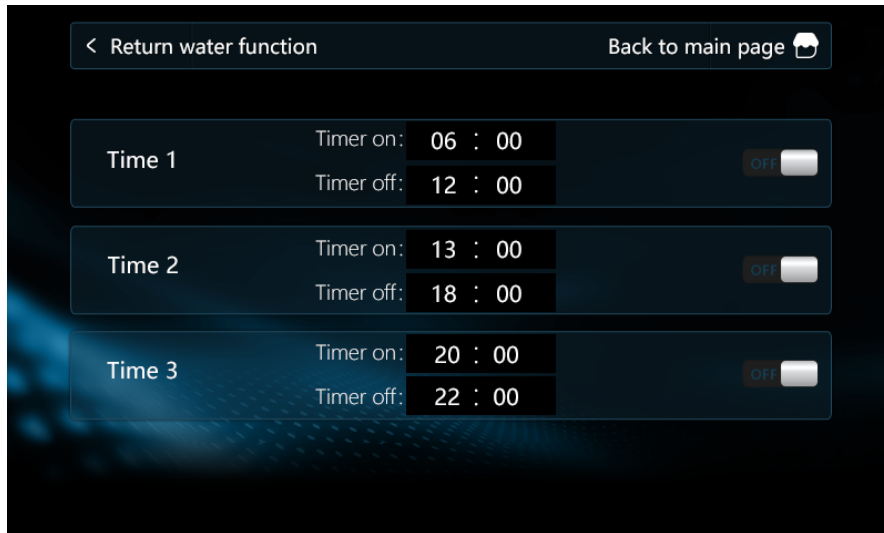 < Return water function Back to main page
Timer on: 06 : 00
Time 1 OFF
Timer off: 12 : 00
Timer on: 13 : 00
Time 2 OFF
Timer off: 18 : 00
Timer on: 20 : 00
Time 3 OFF
Timer off: 22 : 00